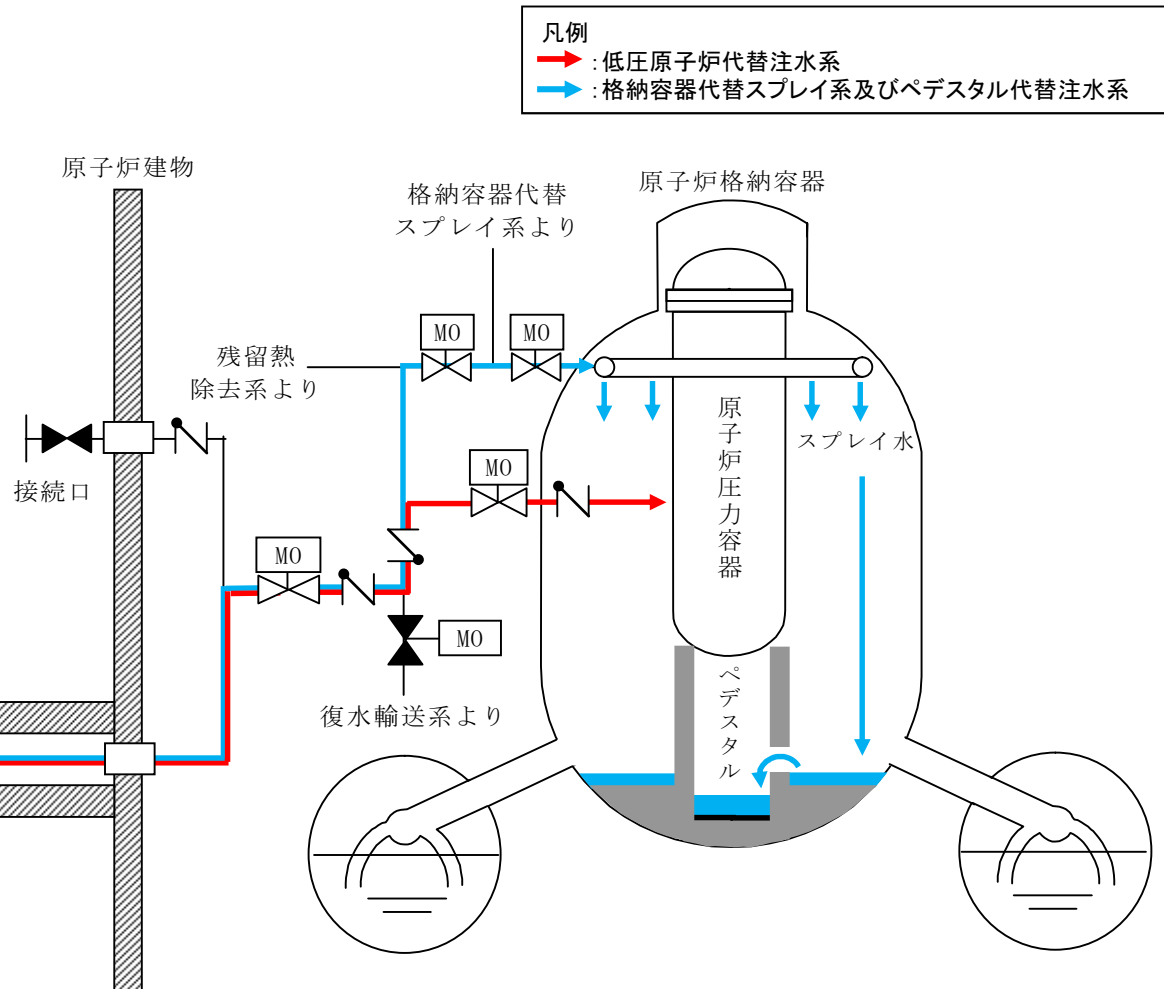 凡例
：低圧原子炉代替注水系
：格納容器代替スプレイ系及びペデスタル代替注水系
原子炉建物
格納容器代替
スプレイ系より
原子炉格納容器
MO
MO
残留熱
除去系より
原子炉圧力容器
スプレイ水
接続口
MO
MO
MO
復水輸送系より
ペデスタル